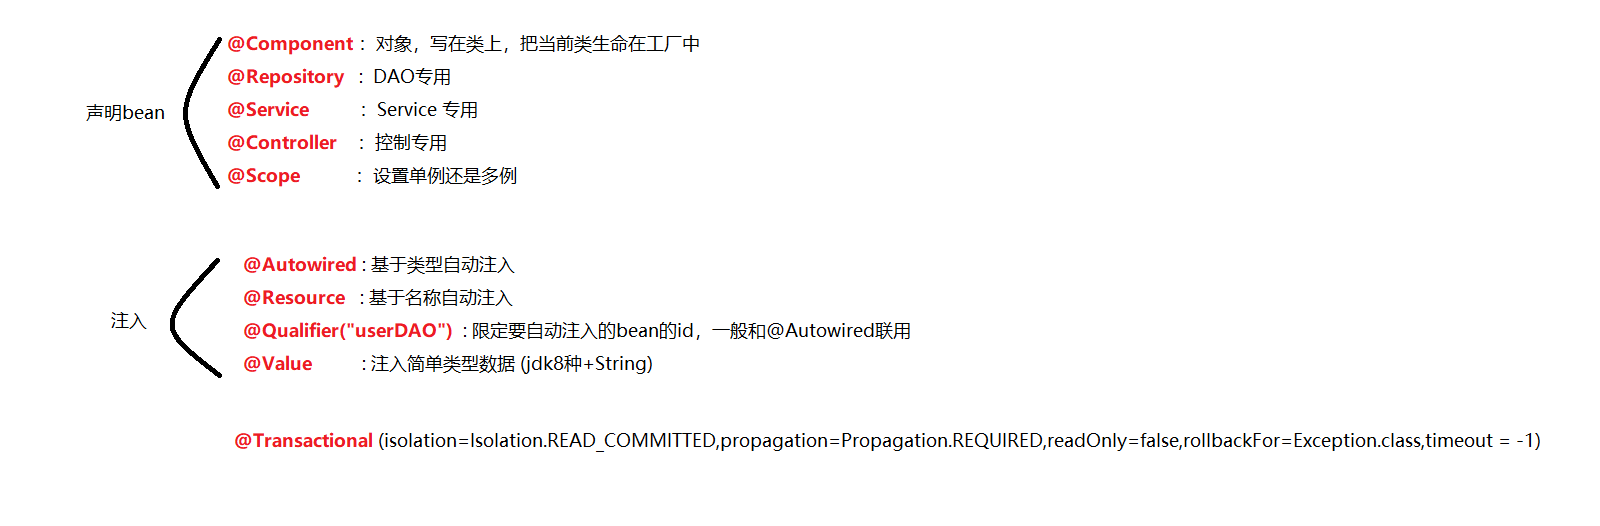 声明bean
@Component : 对象，写在类上，把当前类生命在工厂中
@Repository : DAO专用
@Service : Service 专用
@Controller : 控制专用
@Scope : 设置单例还是多例
注入
@Autowired : 基于类型自动注入
@Resource : 基于名称自动注入
@Qualifier("userDAO") : 限定要自动注入的bean的id，一般和@Autowired联用
@Value : 注入简单类型数据 (jdk8种+String)
@Transactional (isolation=Isolation.READ_COMMITTED,propagation=Propagation.REQUIRED,readOnly=false,rollbackFor=Exception.class,timeout = -1)